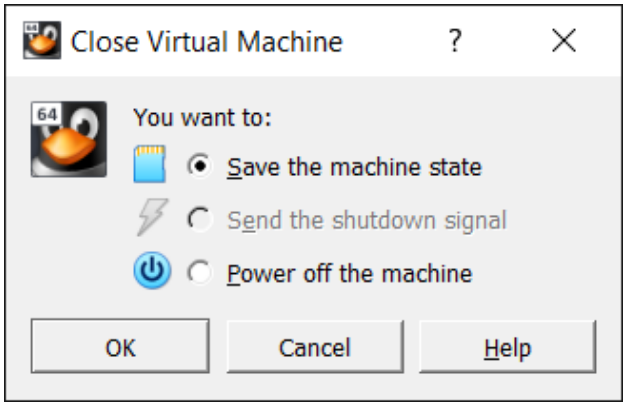 Close Virtual Machine ?
64
You want to:
Save the machine state
Send the shutdown signal
Power off the machine
OK Cancel Help